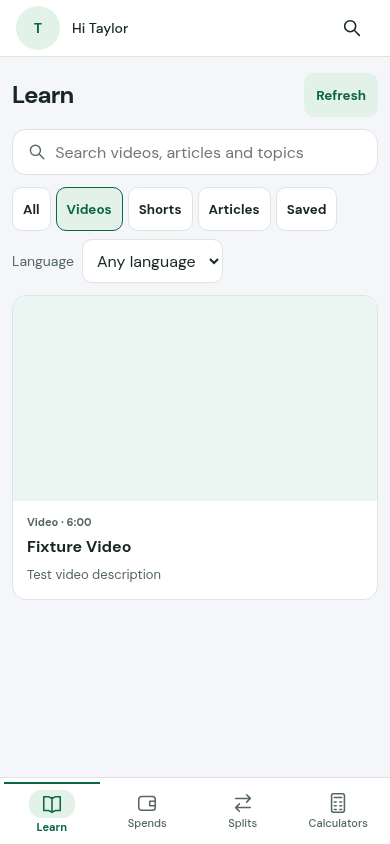 T
Hi Taylor
Learn
Refresh
Search videos, articles and topics
All
Videos
Shorts
Articles
Saved
Language
Any language
Video · 6:00
Fixture Video
Test video description
Learn
Spends
Splits
Calculators